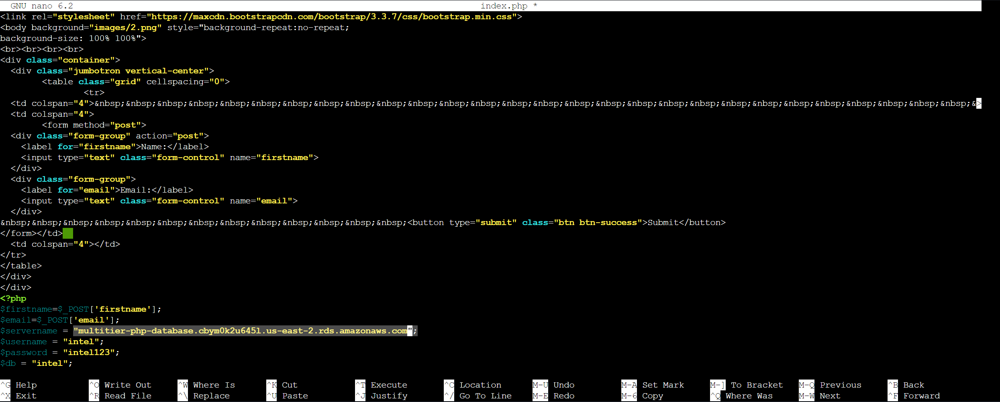 GNU nano 6.2 index.php *
<link rel="stylesheet" href="https://maxcdn.bootstrapcdn.com/bootstrap/3.3.7/css/bootstrap.min.css">
<body background="images/2.png" style="background-repeat:no-repeat;
background-size: 100% 100%">
<br><br><br><br>
<div class="container">
  <div class="jumbotron vertical-center">
        <table class="grid" cellspacing="0">
                <tr>
  <td colspan="4">&nbsp;&nbsp;&nbsp;&nbsp;&nbsp;&nbsp;&nbsp;&nbsp;&nbsp;&nbsp;&nbsp;&nbsp;&nbsp;&nbsp;&nbsp;&nbsp;&nbsp;&nbsp;&nbsp;&nbsp;&nbsp;&nbsp;&nbsp;&nbsp;&nbsp;&nbsp;&nbsp;&nbsp;&>
  <td colspan="4">
        <form method="post">
  <div class="form-group" action="post">
    <label for="firstname">Name:</label>
    <input type="text" class="form-control" name="firstname">
  </div>
  <div class="form-group">
    <label for="email">Email:</label>
    <input type="text" class="form-control" name="email">
  </div>
&nbsp;&nbsp;&nbsp;&nbsp;&nbsp;&nbsp;&nbsp;&nbsp;&nbsp;&nbsp;&nbsp;&nbsp;&nbsp;<button type="submit" class="btn btn-success">Submit</button>
</form></td>
  <td colspan="4"></td>
</tr>
</table>
</div>
</div>
<?php
$firstname=$_POST['firstname'];
$email=$_POST['email'];
$servername = "multitier-php-database.cbym0k2u645l.us-east-2.rds.amazonaws.com";
$username = "intel";
$password = "intel123";
$db = "intel";
^G Help ^O Write Out ^W Where Is ^K Cut ^T Execute ^C Location M-U Undo M-A Set Mark M-] To Bracket M-Q Previous ^B Back
^X Exit ^R Read File ^\ Replace ^U Paste ^J Justify ^/ Go To Line M-E Redo M-6 Copy ^Q Where Was M-W Next ^F Forward